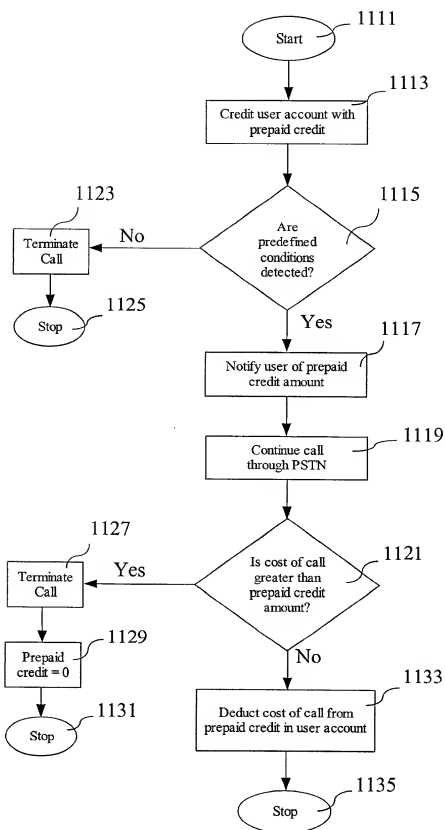 1111
Start
1113
Credit user account with
prepaid credit
1115
Are
predefined
conditions
detected?
No
1123
Terminate
Call
1125
Stop
Yes
1117
Notify user of prepaid
credit amount
1119
Continue call
through PSTN
1121
Is cost of call
greater than
prepaid credit
amount?
Yes
1127
Terminate
Call
1129
Prepaid
credit = 0
1131
Stop
No
1133
Deduct cost of call from
prepaid credit in user account
1135
Stop